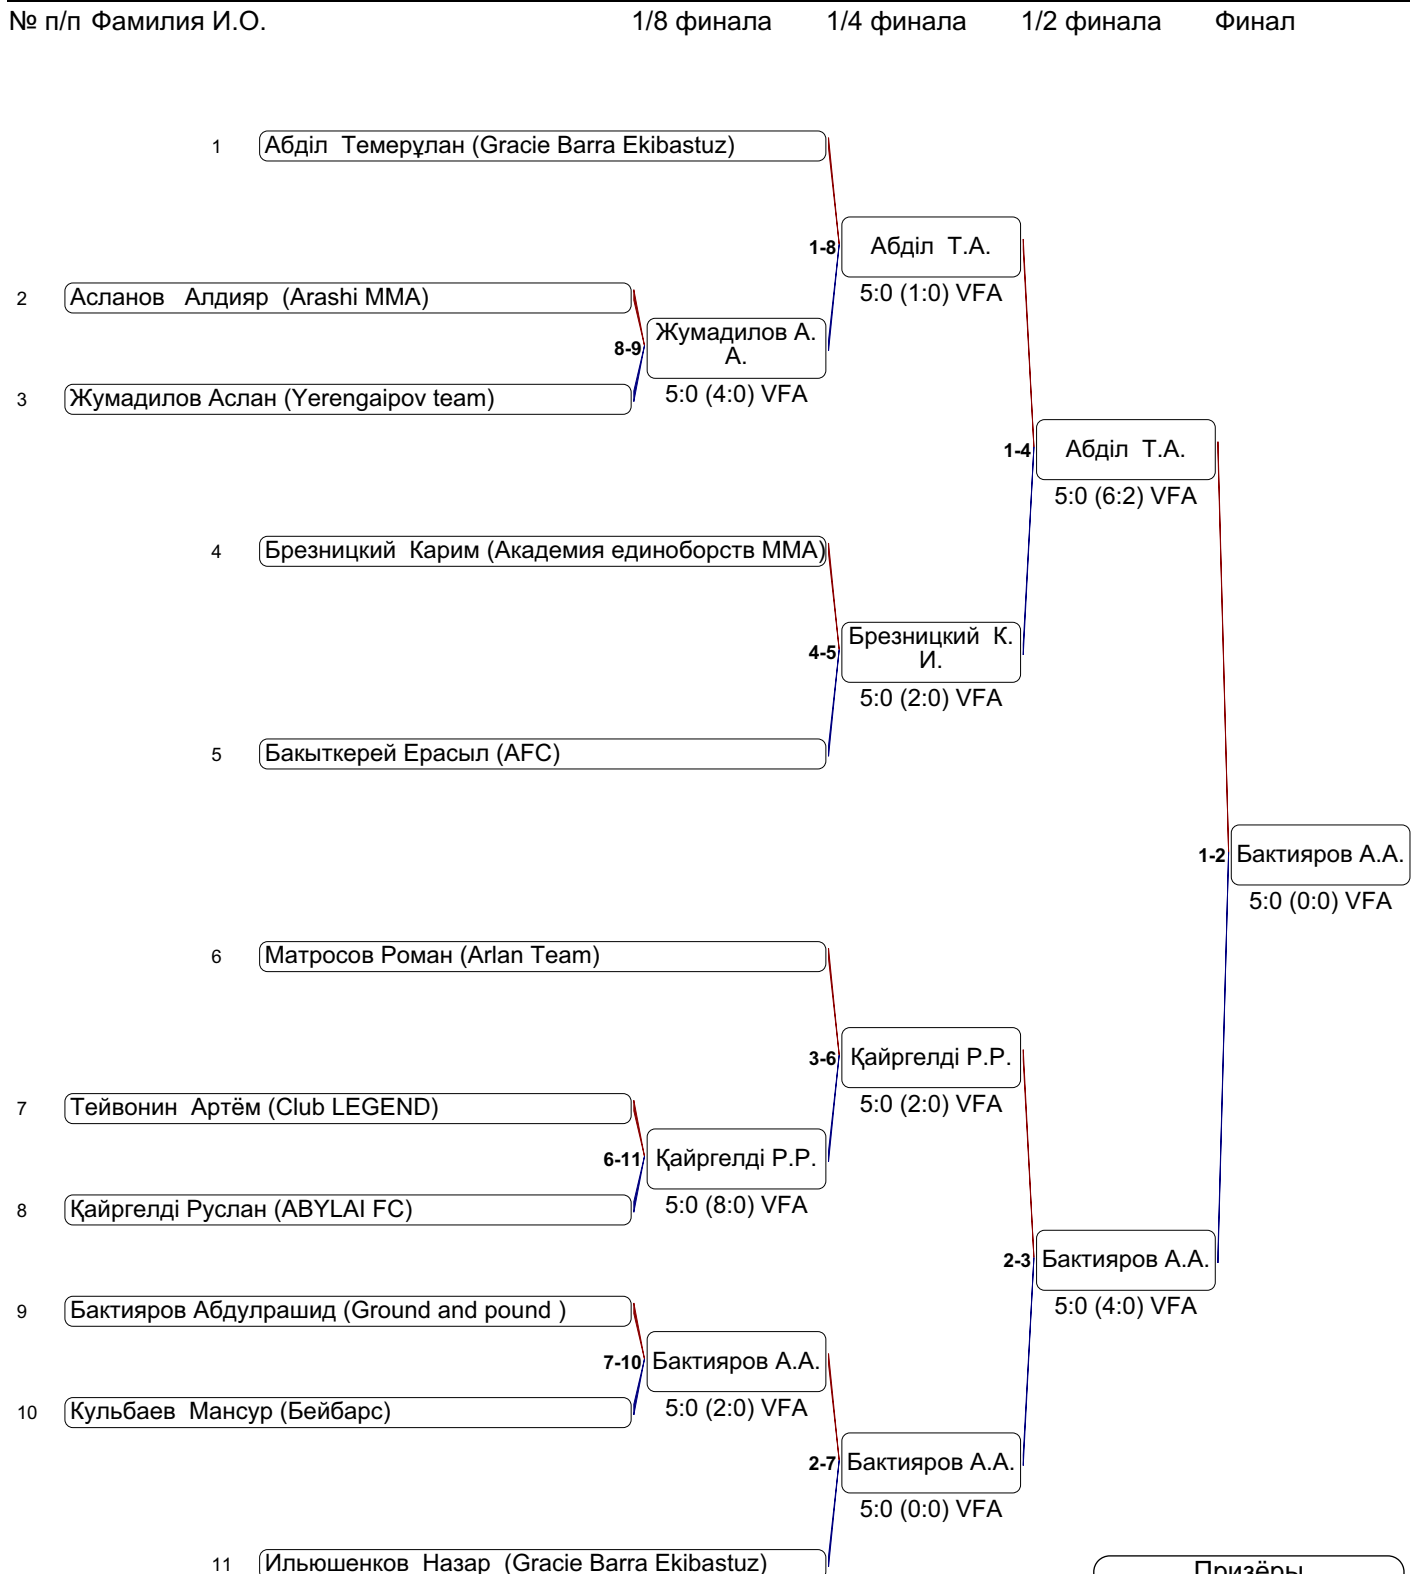 № п/п Фамилия И.О. 1/8 финала 1/4 финала 1/2 финала Финал
1 Абділ Темерұлан (Gracie Barra Ekibastuz)
1-8 Абділ Т.А.
5:0 (1:0) VFA
2 Асланов Алдияр (Arashi MMA)
8-9 Жумадилов А.
А.
5:0 (4:0) VFA
3 Жумадилов Аслан (Yerengaipov team)
1-4 Абділ Т.А.
5:0 (6:2) VFA
4 Брезницкий Карим (Академия единоборств ММА)
4-5 Брезницкий К.
И.
5:0 (2:0) VFA
5 Бакыткерей Ерасыл (AFC)
1-2 Бактияров А.А.
5:0 (0:0) VFA
6 Матросов Роман (Arlan Team)
3-6 Қайргелді Р.Р.
5:0 (2:0) VFA
7 Тейвонин Артём (Club LEGEND)
6-11 Қайргелді Р.Р.
5:0 (8:0) VFA
8 Қайргелді Руслан (ABYLAI FC)
2-3 Бактияров А.А.
5:0 (4:0) VFA
9 Бактияров Абдулрашид (Ground and pound )
7-10 Бактияров А.А.
5:0 (2:0) VFA
10 Кульбаев Мансур (Бейбарс)
2-7 Бактияров А.А.
5:0 (0:0) VFA
11 Ильюшенков Назар (Gracie Barra Ekibastuz)
Призёры